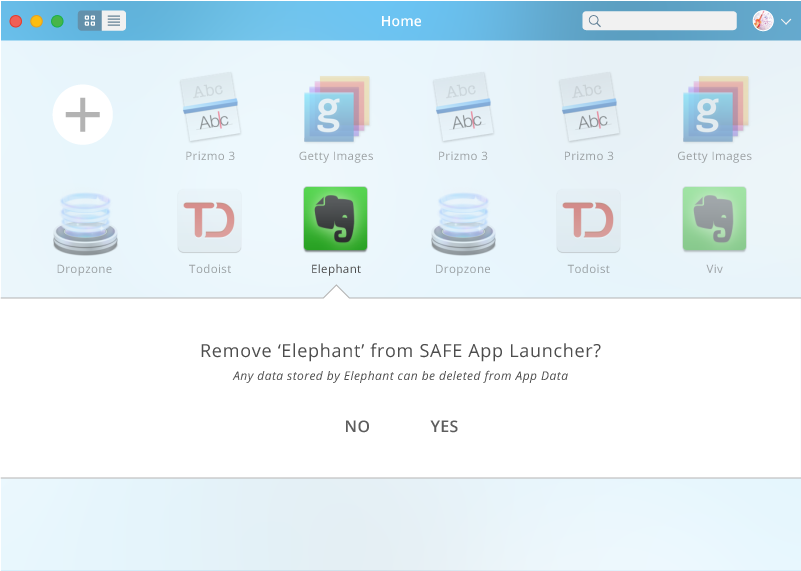 Home
Abc
Abc
Abc
Abc
Abc
Abc
g
g
Prizmo 3
Getty Images
Prizmo 3
Prizmo 3
Getty Images
TD
TD
Dropzone
Todoist
Elephant
Dropzone
Todoist
Viv
Remove ‘Elephant’ from SAFE App Launcher?
Any data stored by Elephant can be deleted from App Data
NO
YES